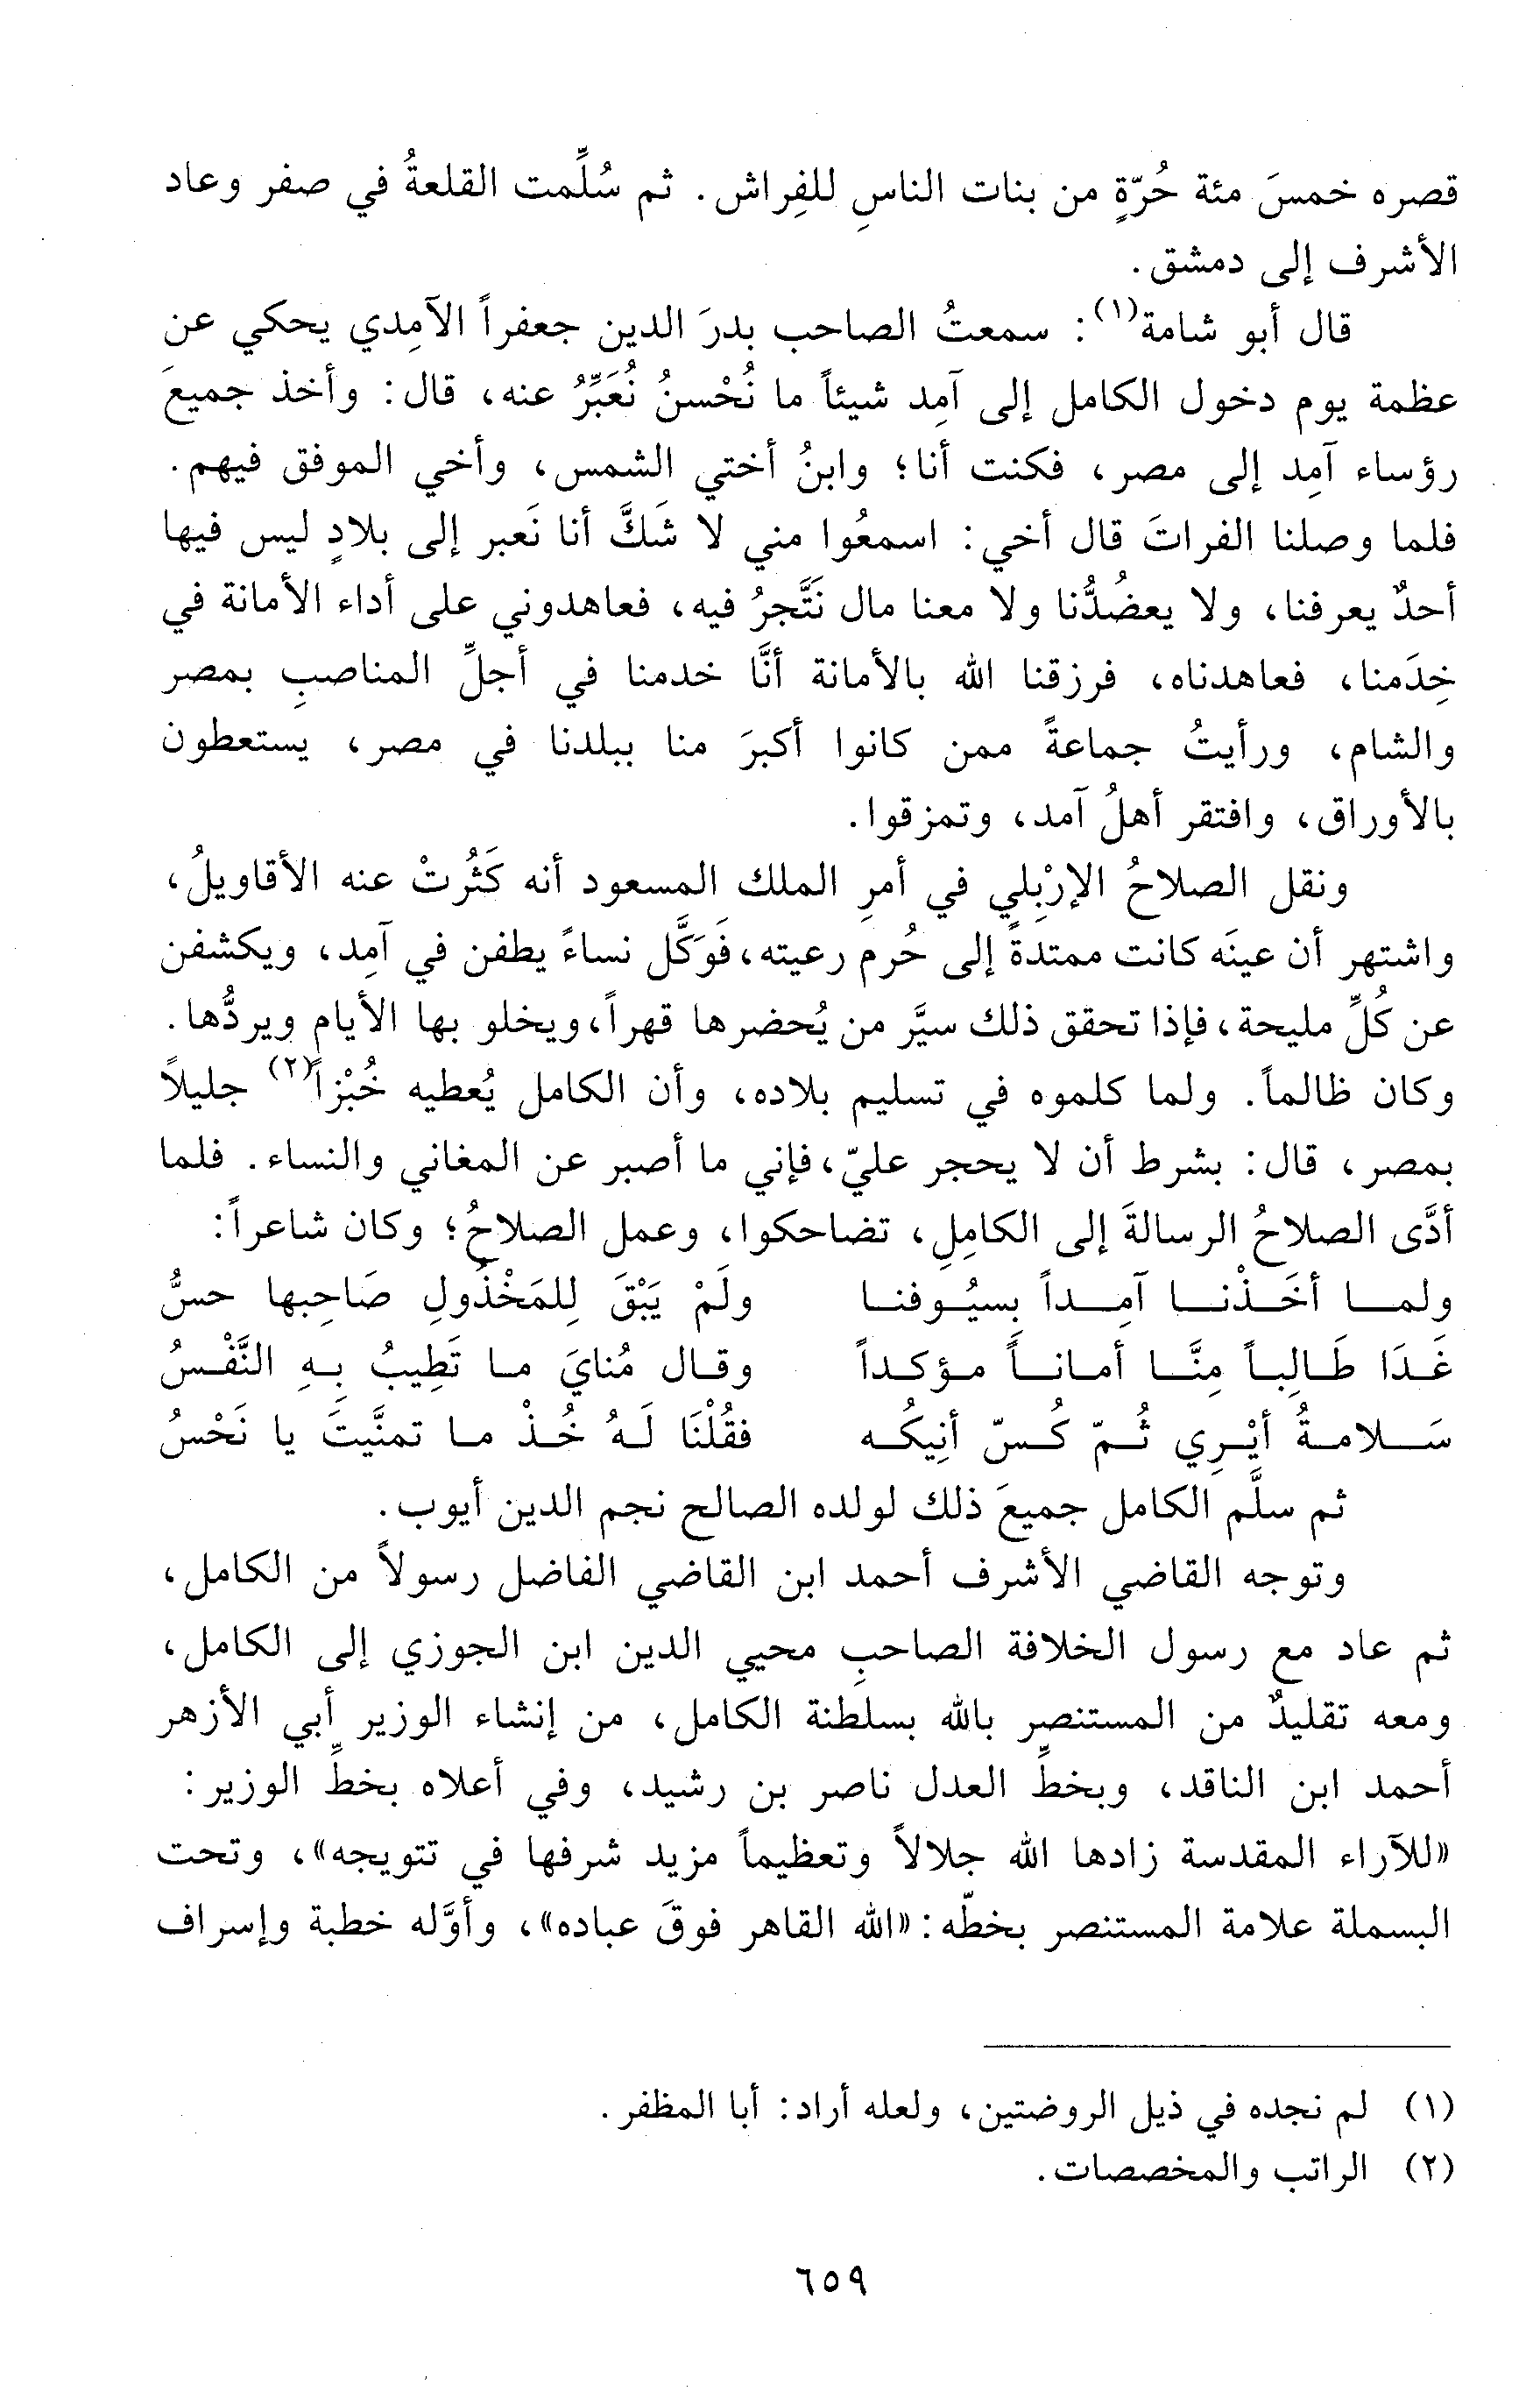 قصره خمسَ مئة حُرّةٍ من بنات الناسِ للفِراش. ثم سُلِّمت القلعةُ في صفر وعاد
الأشرف إلى دمشق.
قال أبو شامة(١): سمعتُ الصاحب بدرَ الدين جعفراً الآمِدي يحكي عن
عظمة يوم دخول الكامل إلى آمِد شيئاً ما نُحْسنُ نُعَبِّرُ عنه، قال: وأخذ جميعَ
رؤساء آمِد إلى مصر، فكنت أنا؛ وابنُ أختي الشمس، وأخي الموفق فيهم.
فلما وصلنا الفراتَ قال أخي: اسمعُوا مني لا شَكَّ أنا نَعبر إلى بلادٍ ليس فيها
أحدٌ يعرفنا، ولا يعضُدُّنا ولا معنا مال نَتَّجرُ فيه، فعاهدوني على أداء الأمانة في
خِدَمنا، فعاهدناه، فرزقنا الله بالأمانة أنَّا خدمنا في أجلِّ المناصبِ بمصر
والشام، ورأيتُ جماعةً ممن كانوا أكبرَ منا ببلدنا في مصر، يستعطون
بالأوراق، وافتقر أهلُ آمد، وتمزقوا.
ونقل الصلاحُ الإرْبِلي في أمرِ الملك المسعود أنه كَثُرتْ عنه الأقاويلُ،
واشتهر أن عينَه كانت ممتدةً إلى حُرم رعيته، فَوَكَّل نساءً يطفن في آمِد، ويكشفن
عن كُلِّ مليحة، فإذا تحقق ذلك سيَّر من يُحضرها قهراً، ويخلو بها الأيام ويردُّها.
وكان ظالماً. ولما كلموه في تسليم بلاده، وأن الكامل يُعطيه خُبْزاً(٢) جليلاً
بمصر، قال: بشرط أن لا يحجر عليّ، فإني ما أصبر عن المغاني والنساء. فلما
أدَّى الصلاحُ الرسالةَ إلى الكامِلِ، تضاحكوا، وعمل الصلاحُ؛ وكان شاعراً:
ولمـا أخَـذْنـا آمِـداً بسيُـوفنـا ولَمْ يَبْقَ لِلمَخْذُولِ صَاحِبها حسُّ
غَـدَا طَـالِبـاً مِنَّـا أمـانـاً مـؤكـداً وقـال مُنايَ مـا تَطِيبُ بِـهِ النَّفْـسُ
سَـلامـةُ أيْـرِي ثُـمّ كُـسّ أنِيكُـه فقُلْنَا لَـهُ خُـذْ مـا تمنَّيتَ يا نَحْسُ
ثم سلَّم الكامل جميعَ ذلك لولده الصالح نجم الدين أيوب.
وتوجه القاضي الأشرف أحمد ابن القاضي الفاضل رسولاً من الكامل،
ثم عاد مع رسول الخلافة الصاحبِ محيي الدين ابن الجوزي إلى الكامل،
ومعه تقليدٌ من المستنصر بالله بسلطنة الكامل، من إنشاء الوزير أبي الأزهر
أحمد ابن الناقد، وبخطِّ العدل ناصر بن رشيد، وفي أعلاه بخطِّ الوزير:
«للآراء المقدسة زادها الله جلالاً وتعظيماً مزيد شرفها في تتويجه»، وتحت
البسملة علامة المستنصر بخطّه: «الله القاهر فوقَ عباده»، وأوَّله خطبة وإسراف
(١) لم نجده في ذيل الروضتين، ولعله أراد: أبا المظفر.
(٢) الراتب والمخصصات.
٦٥٩